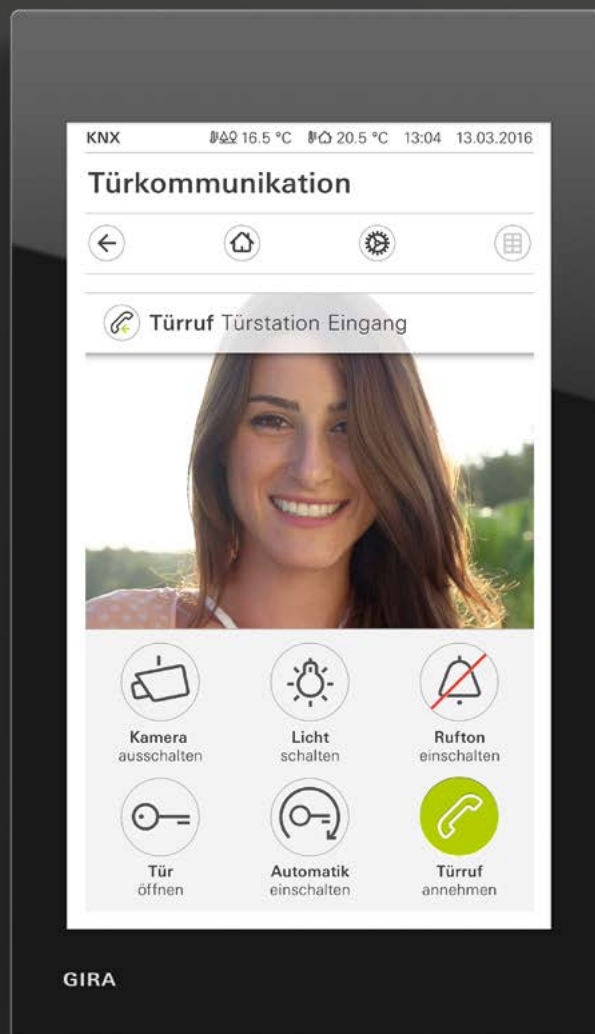 KNX 16.5 °C 20.5 °C 13:04 13.03.2016
Türkommunikation
Türruf Türstation Eingang
Kamera ausschalten
Licht schalten
Rufton einschalten
Tür öffnen
Automatik einschalten
Türruf annehmen
GIRA